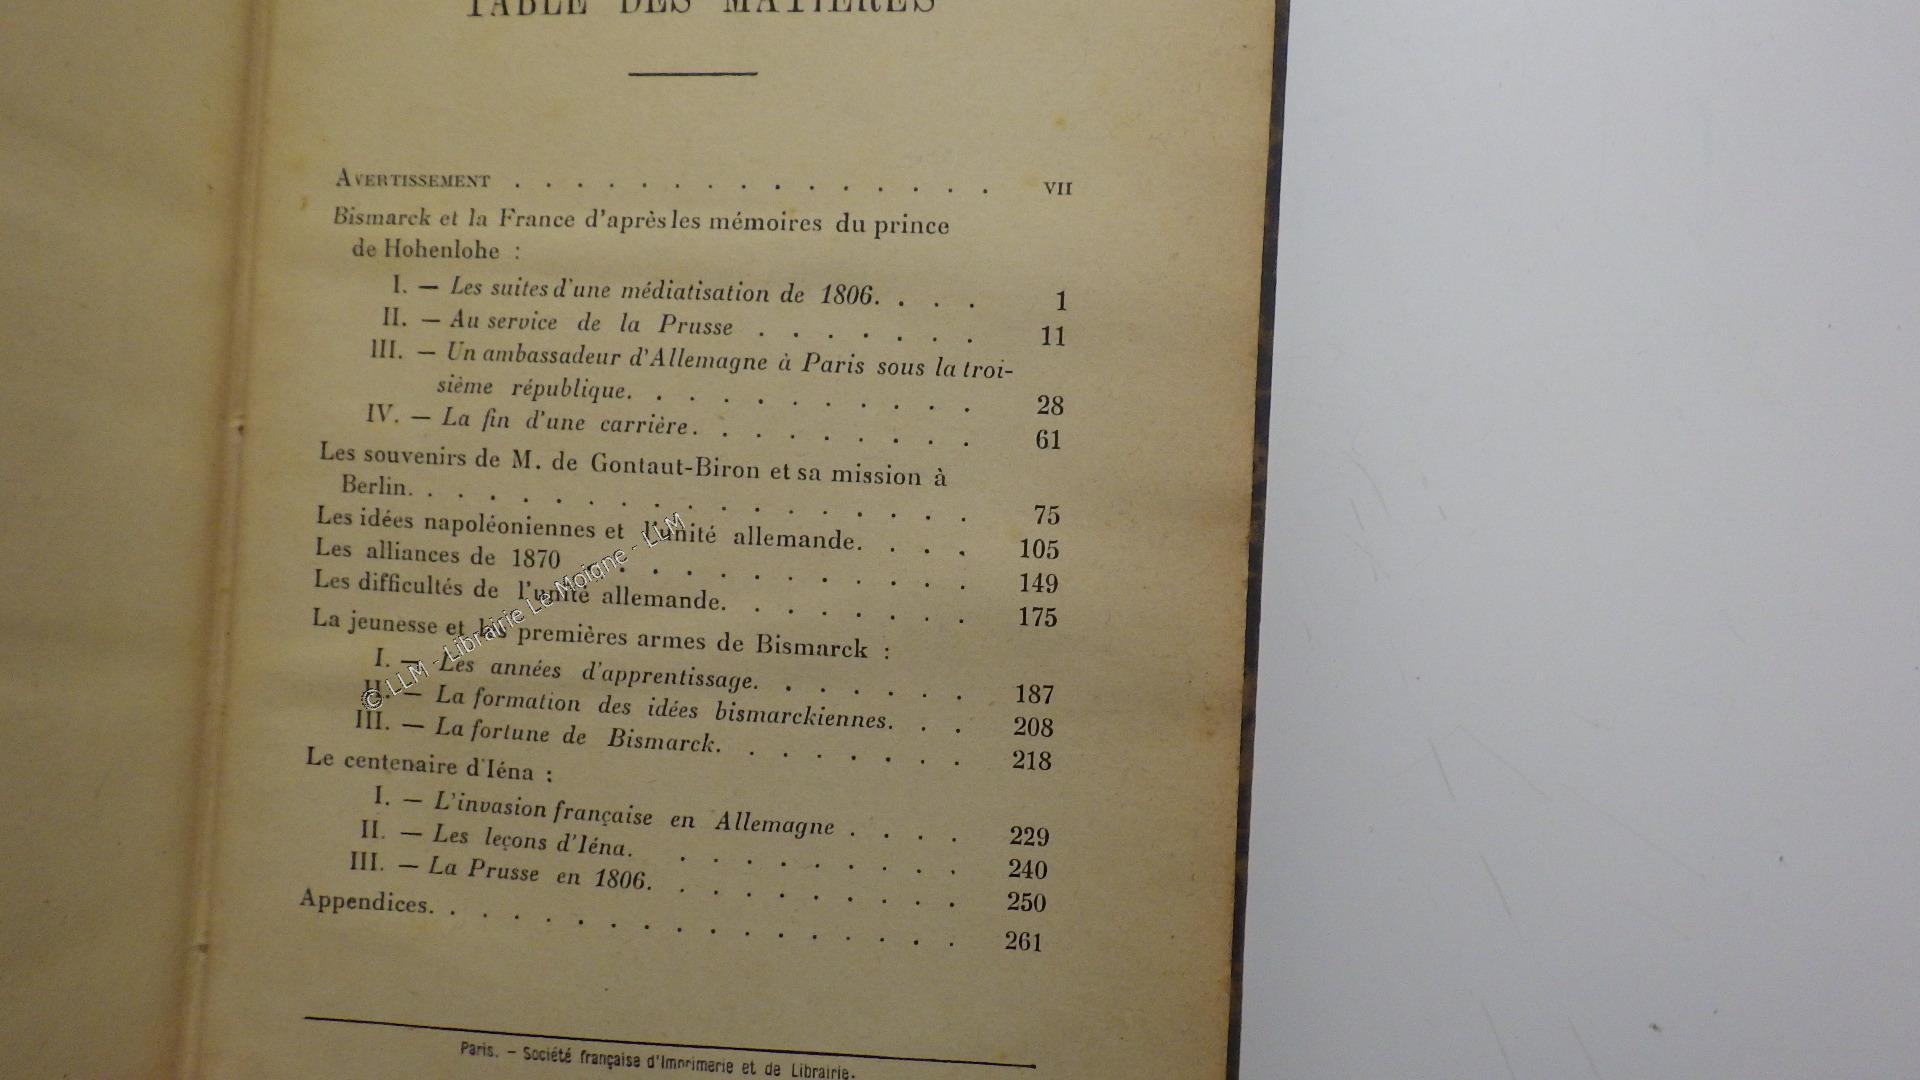 TABLE DES MATIÈRES
AVERTISSEMENT . . . . . . . . . . . . . . . VII
Bismarck et la France d'après les mémoires du prince
de Hohenlohe :
I. — Les suites d'une médiatisation de 1806. . . . 1
II. — Au service de la Prusse . . . . . . . 11
III. — Un ambassadeur d'Allemagne à Paris sous la troi-
sième république. . . . . . . . . . . 28
IV. — La fin d'une carrière. . . . . . . . . 61
Les souvenirs de M. de Gontaut-Biron et sa mission à
Berlin. . . . . . . . . . . . . . . . . . 75
Les idées napoléoniennes et l'unité allemande. . . . 105
Les alliances de 1870 . . . . . . . . . . . . 149
Les difficultés de l'unité allemande. . . . . . . . 175
La jeunesse et les premières armes de Bismarck :
I. — Les années d'apprentissage. . . . . . . 187
II. — La formation des idées bismarckiennes. . . 208
III. — La fortune de Bismarck. . . . . . . . 218
Le centenaire d'Iéna :
I. — L'invasion française en Allemagne . . . . 229
II. — Les leçons d'Iéna. . . . . . . . . . 240
III. — La Prusse en 1806. . . . . . . . . . 250
Appendices. . . . . . . . . . . . . . . . . 261
Paris. — Société française d'Imprimerie et de Librairie.
© LLM - Librairie Le Moigne - LLM